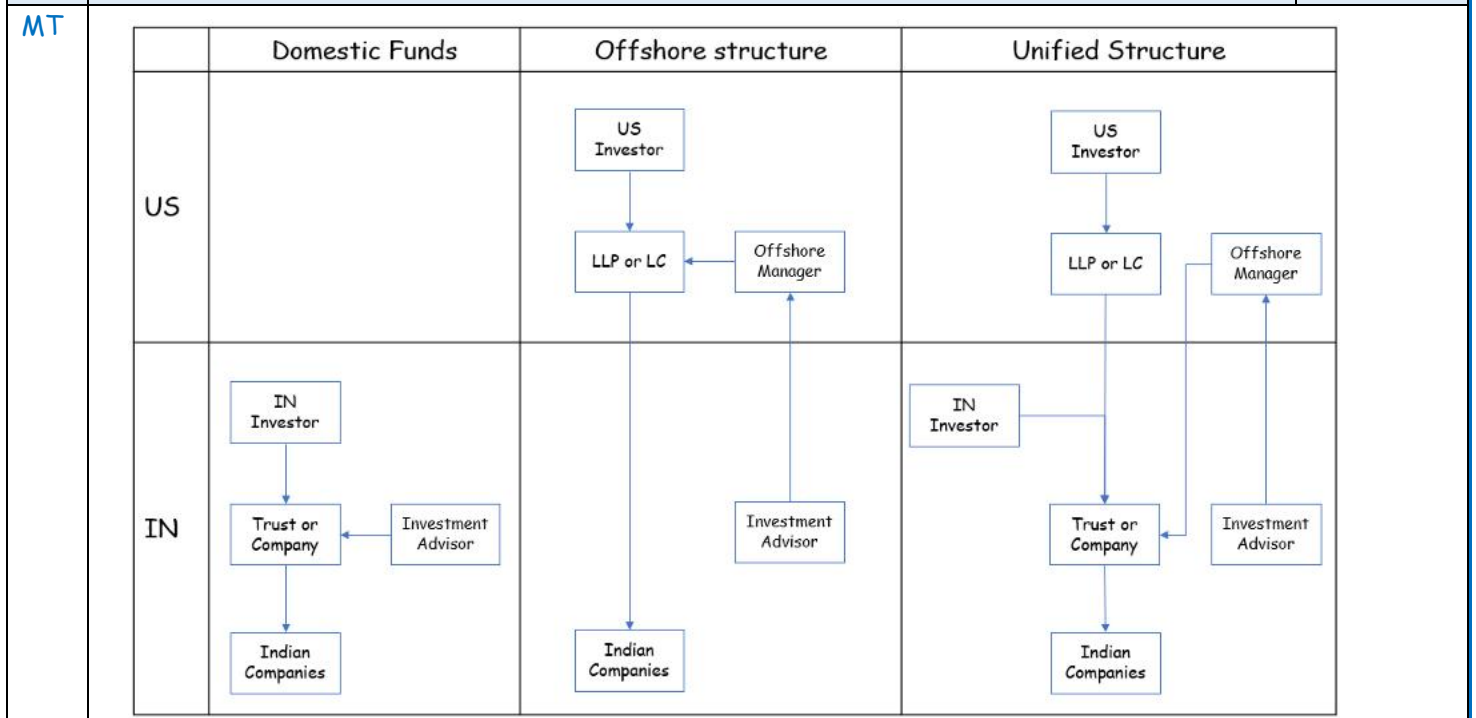 MT
Domestic Funds
Offshore structure
Unified Structure
US
US
Investor
LLP or LC
Offshore
Manager
US
Investor
LLP or LC
Offshore
Manager
IN
IN
Investor
Trust or
Company
Investment
Advisor
Indian
Companies
Investment
Advisor
Indian
Companies
IN
Investor
Trust or
Company
Investment
Advisor
Indian
Companies